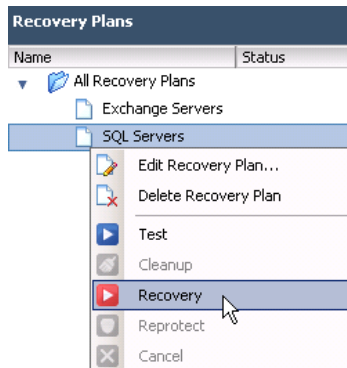 Recovery Plans
Name Status
All Recovery Plans
Exchange Servers
SQL Servers
Edit Recovery Plan...
Delete Recovery Plan
Test
Cleanup
Recovery
Reprotect
Cancel